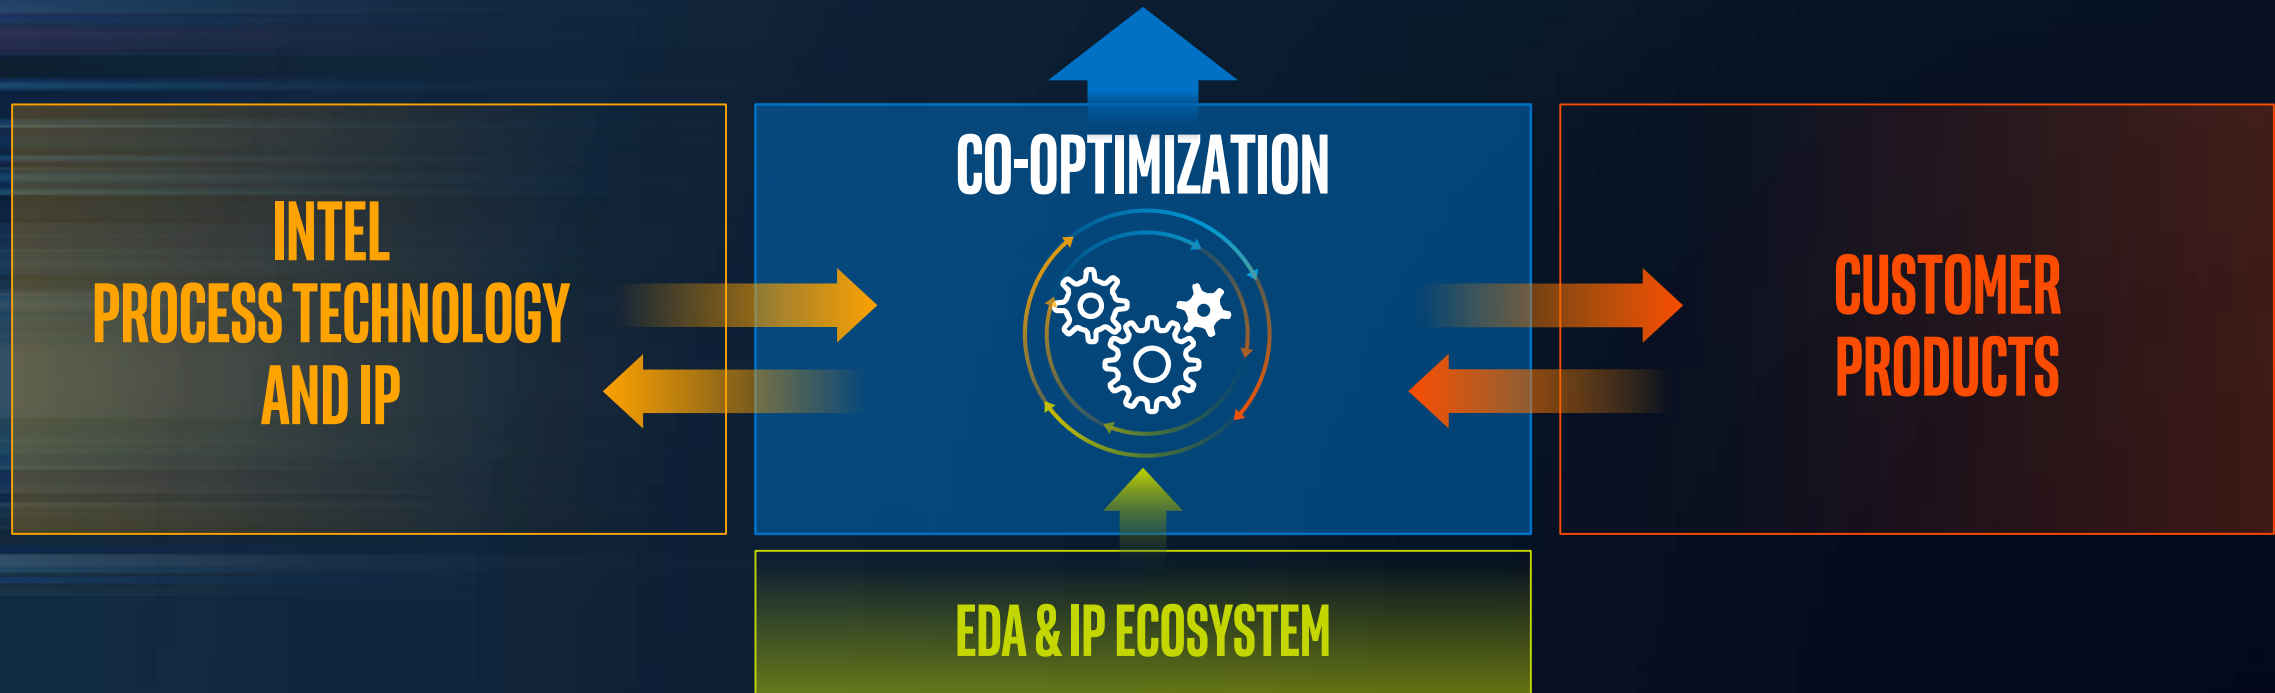 CO-OPTIMIZATION
INTEL
PROCESS TECHNOLOGY
AND IP
CUSTOMER
PRODUCTS
EDA & IP ECOSYSTEM